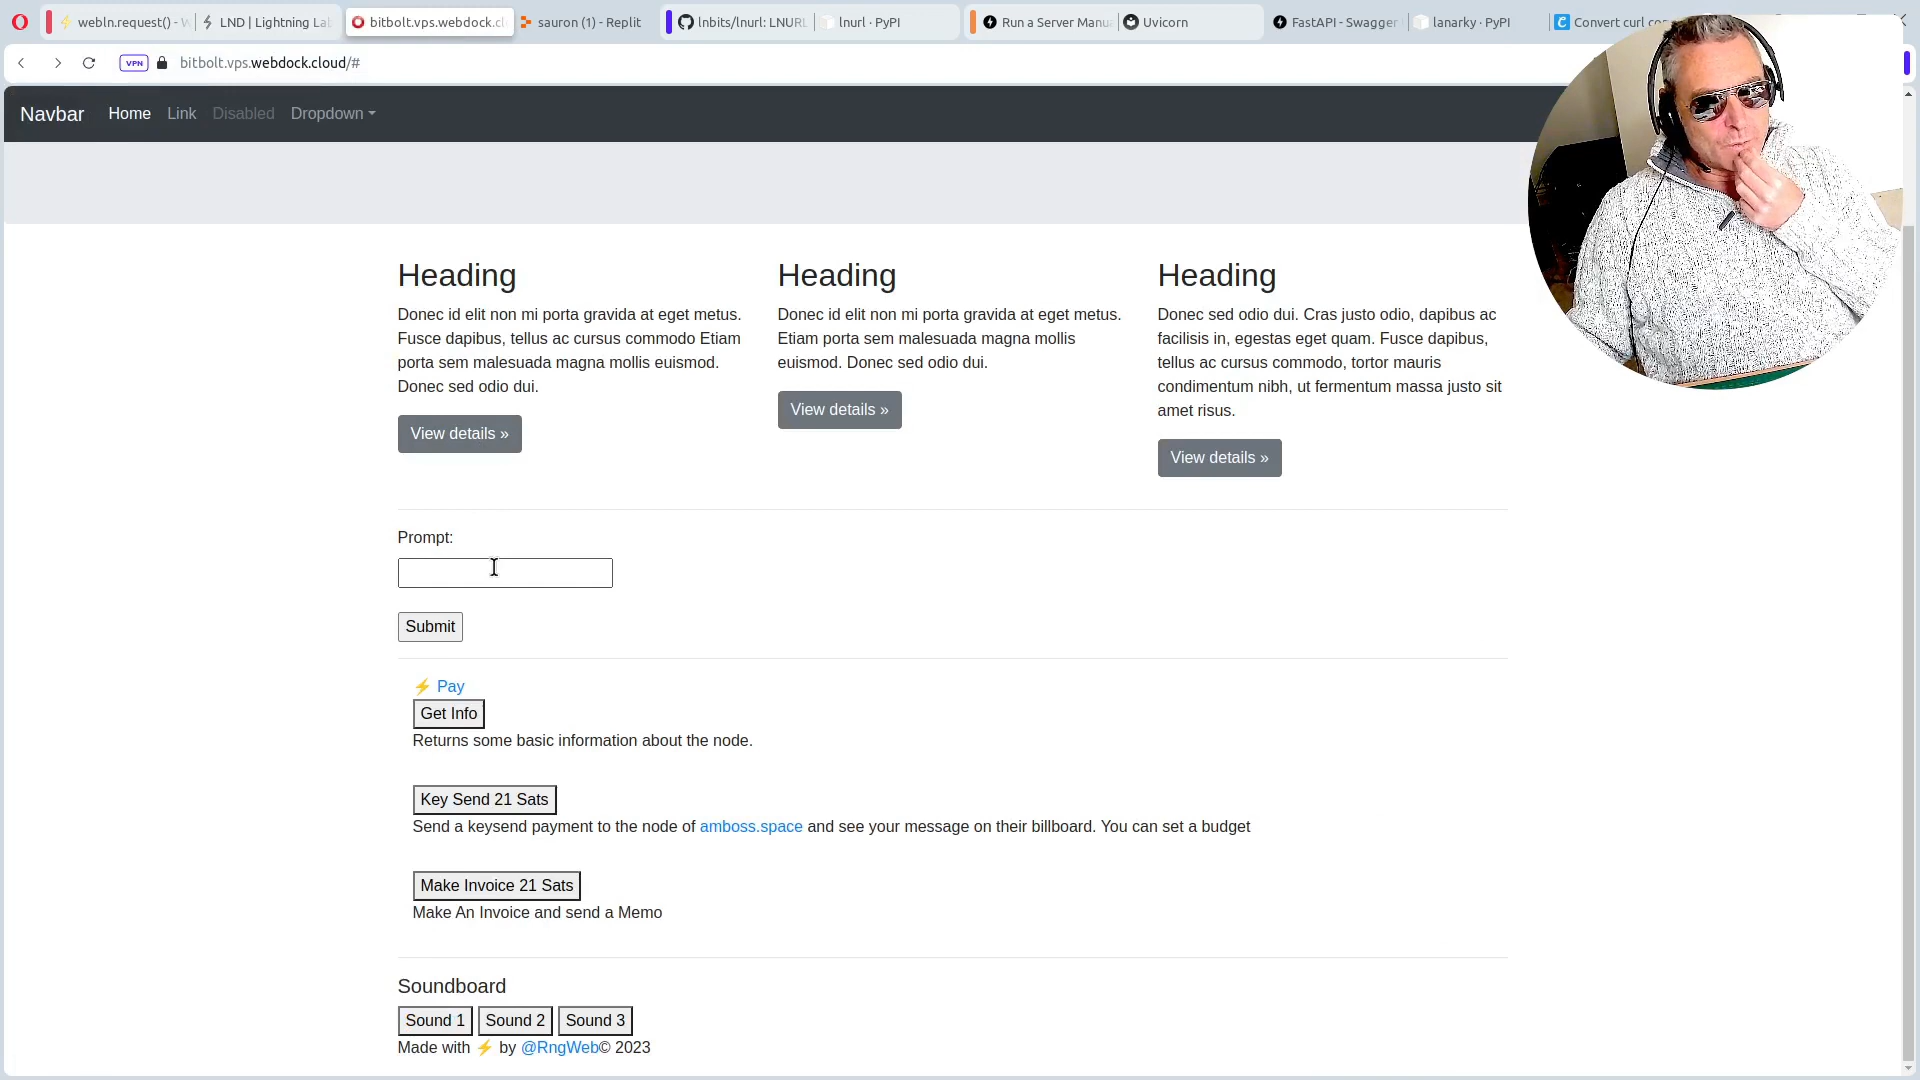 webln.request() - W
LND | Lightning Lab
bitbolt.vps.webdock.cl
sauron (1) - Replit
lnbits/lnurl: LNURL
lnurl · PyPI
Run a Server Manua
Uvicorn
FastAPI - Swagger
lanarky · PyPI
Convert curl co
VPN
bitbolt.vps.webdock.cloud/#
Navbar Home Link Disabled Dropdown
Heading
Donec id elit non mi porta gravida at eget metus.
Fusce dapibus, tellus ac cursus commodo Etiam
porta sem malesuada magna mollis euismod.
Donec sed odio dui.
View details »
Heading
Donec id elit non mi porta gravida at eget metus.
Etiam porta sem malesuada magna mollis
euismod. Donec sed odio dui.
View details »
Heading
Donec sed odio dui. Cras justo odio, dapibus ac
facilisis in, egestas eget quam. Fusce dapibus,
tellus ac cursus commodo, tortor mauris
condimentum nibh, ut fermentum massa justo sit
amet risus.
View details »
Prompt:
Submit
⚡ Pay
Get Info
Returns some basic information about the node.
Key Send 21 Sats
Send a keysend payment to the node of amboss.space and see your message on their billboard. You can set a budget
Make Invoice 21 Sats
Make An Invoice and send a Memo
Soundboard
Sound 1 Sound 2 Sound 3
Made with ⚡ by @RngWeb© 2023